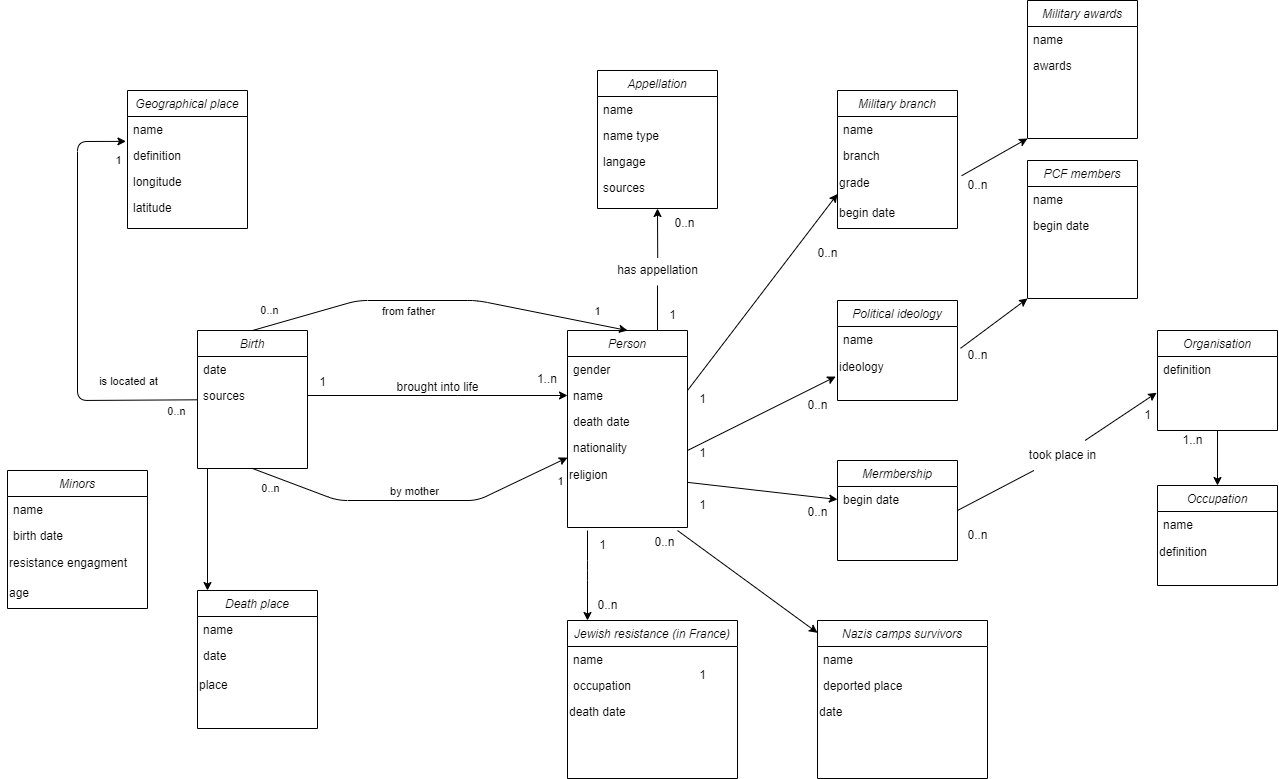 Military awards
name
awards
Appellation
name
name type
langage
sources
0..n
has appellation
1
Geographical place
name
definition
longitude
latitude
1
is located at
0..n
Military branch
name
branch
grade
begin date
0..n
0..n
PCF members
name
begin date
0..n
from father
1
Birth
date
sources
1
brought into life
1..n
0..n
by mother
1
Person
gender
name
death date
nationality
religion
1
1
1
Political ideology
name
ideology
0..n
0..n
Mermbership
begin date
0..n
0..n
took place in
1
Organisation
definition
1..n
Occupation
name
definition
Minors
name
birth date
resistance engagment
age
Death place
name
date
place
1
0..n
0..n
Jewish resistance (in France)
name
occupation
1
death date
Nazis camps survivors
name
deported place
date